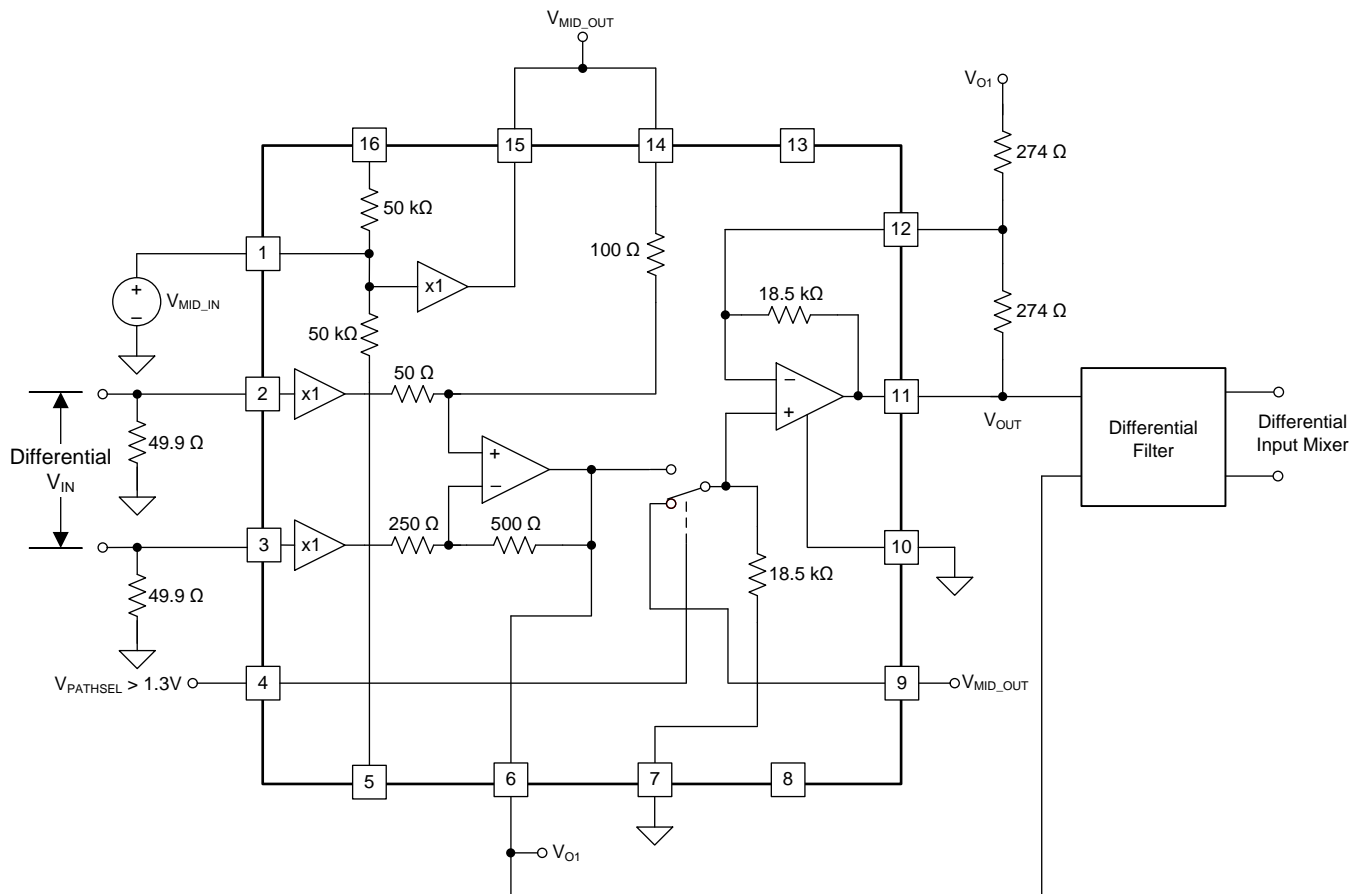 V_MID_OUT
V_O1
16
15
14
13
274 Ω
50 kΩ
12
1
100 Ω
x1
18.5 kΩ
+
−
V_MID_IN
274 Ω
50 kΩ
50 Ω
2
x1
−
+
11
V_OUT
Differential
Filter
Differential
Input Mixer
49.9 Ω
Differential
V_IN
+
−
250 Ω
500 Ω
3
x1
10
18.5 kΩ
49.9 Ω
V_PATHSEL > 1.3V
4
9
V_MID_OUT
5
6
7
8
V_O1